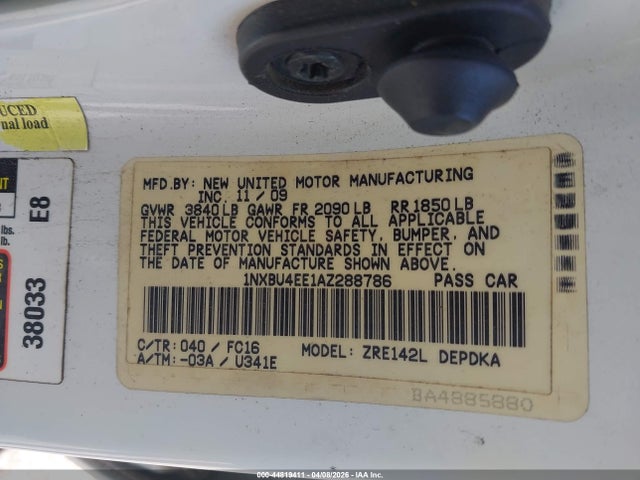 UCED
nual load
NT
lbs.
lb.
38033
E8
MFD.BY: NEW UNITED MOTOR MANUFACTURING
INC. 11 / 09
GVWR 3840 LB GAWR FR 2090 LB RR 1850 LB
THIS VEHICLE CONFORMS TO ALL APPLICABLE
FEDERAL MOTOR VEHICLE SAFETY, BUMPER, AND
THEFT PREVENTION STANDARDS IN EFFECT ON
THE DATE OF MANUFACTURE SHOWN ABOVE.
1NXBU4EE1AZ288786 PASS CAR
C/TR: 040 / FC16 MODEL: ZRE142L DEPDKA
A/TM: -03A / U341E
BA4885880
000-44819411 - 04/08/2026 - IAA Inc.